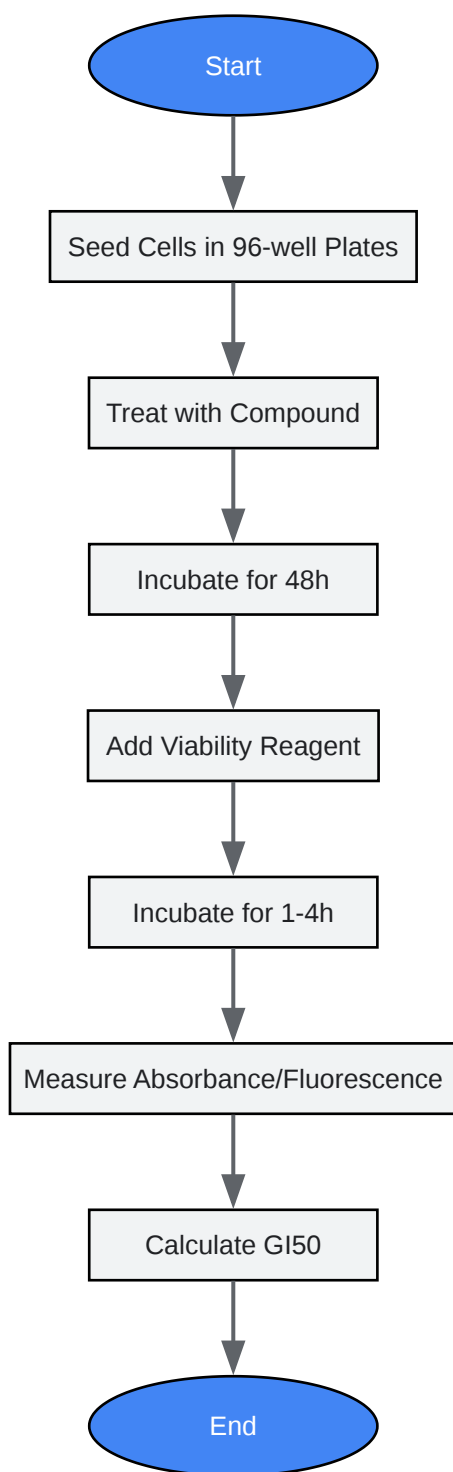 Start
Seed Cells in 96-well Plates
Treat with Compound
Incubate for 48h
Add Viability Reagent
Incubate for 1-4h
Measure Absorbance/Fluorescence
Calculate GI50
End